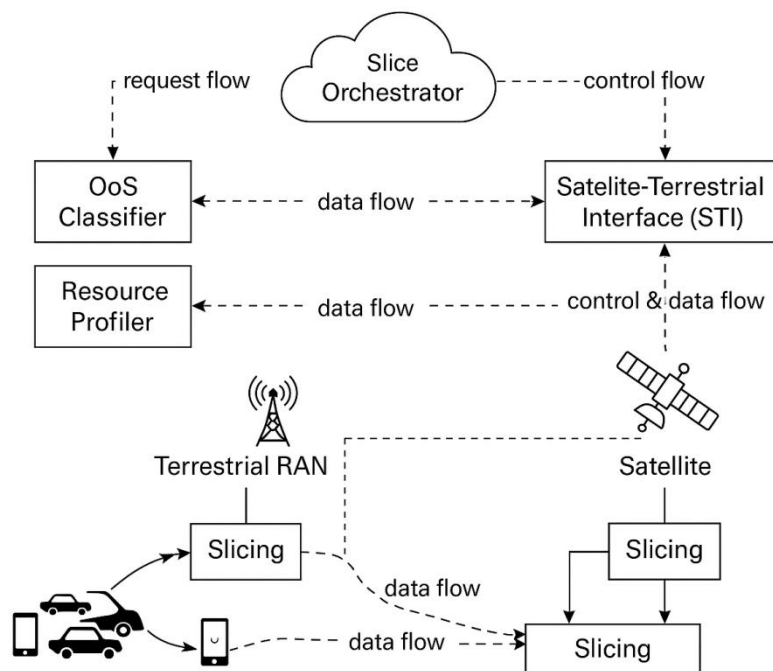 Slice
Orchestrator
request flow
control flow
OoS
Classifier
data flow
Satelite-Terrestrial
Interface (STI)
Resource
Profiler
data flow
control & data flow
Terrestrial RAN
Satellite
Slicing
Slicing
data flow
data flow
Slicing